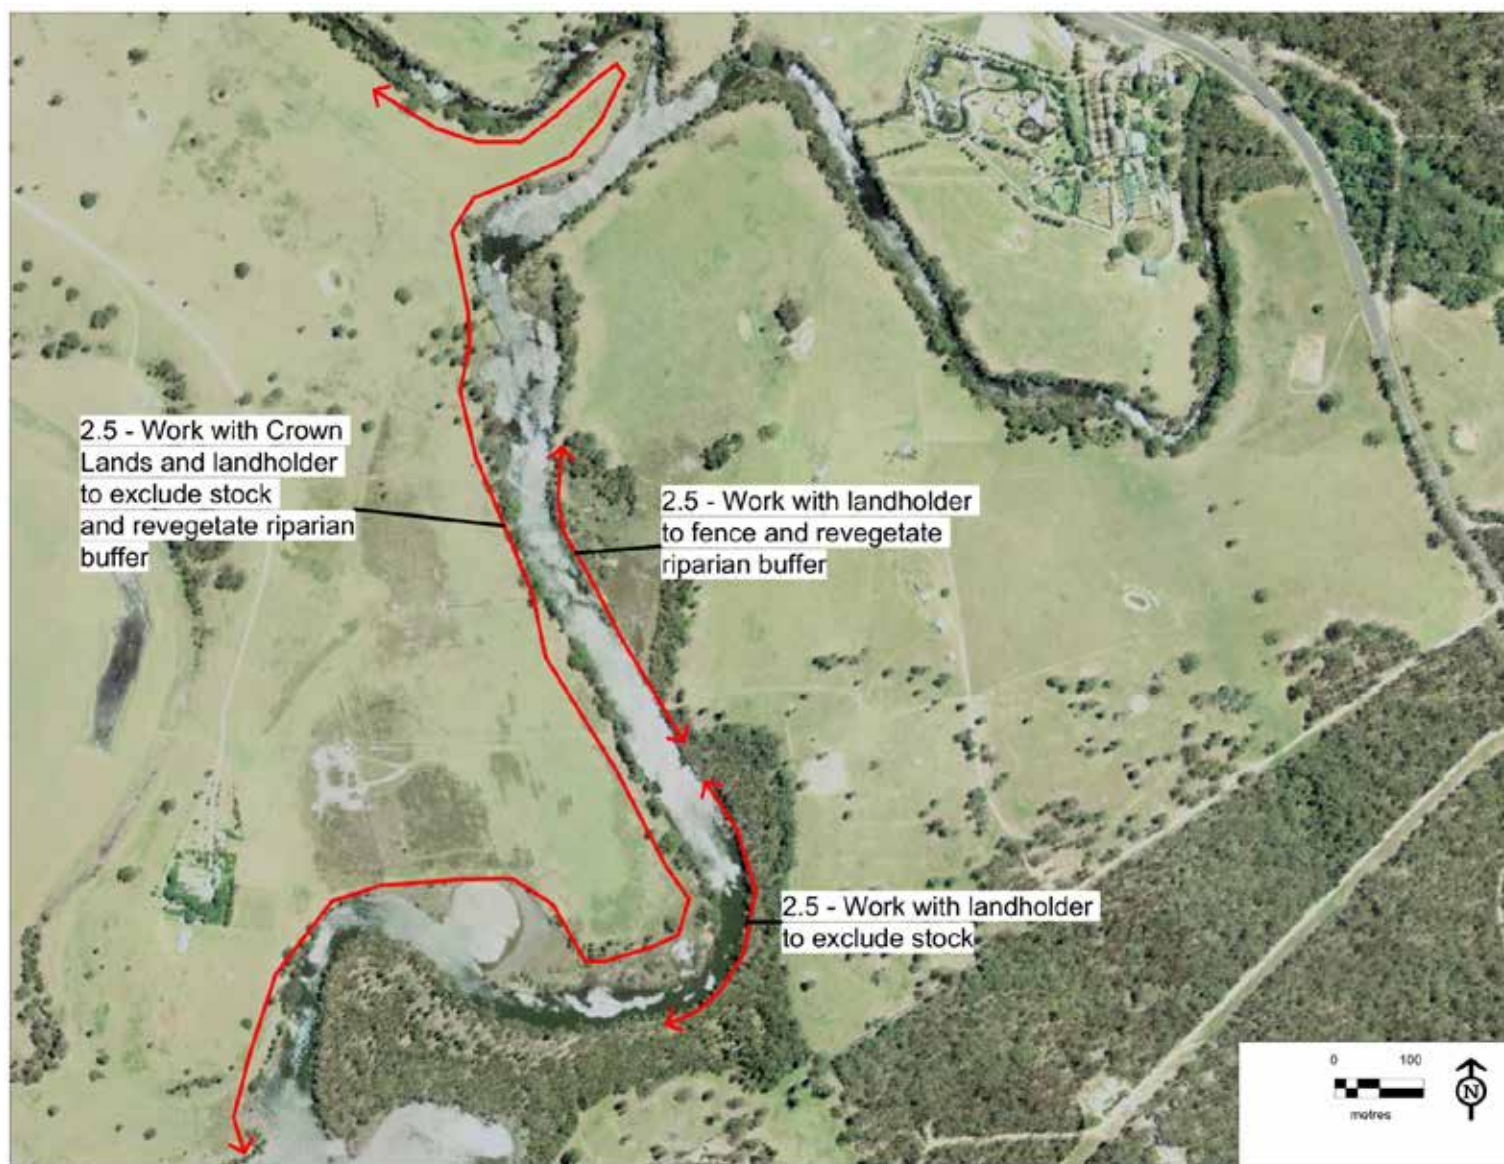 2.5 - Work with Crown
Lands and landholder
to exclude stock
and revegetate riparian
buffer
2.5 - Work with landholder
to fence and revegetate
riparian buffer
2.5 - Work with landholder
to exclude stock
0 100
metres
N